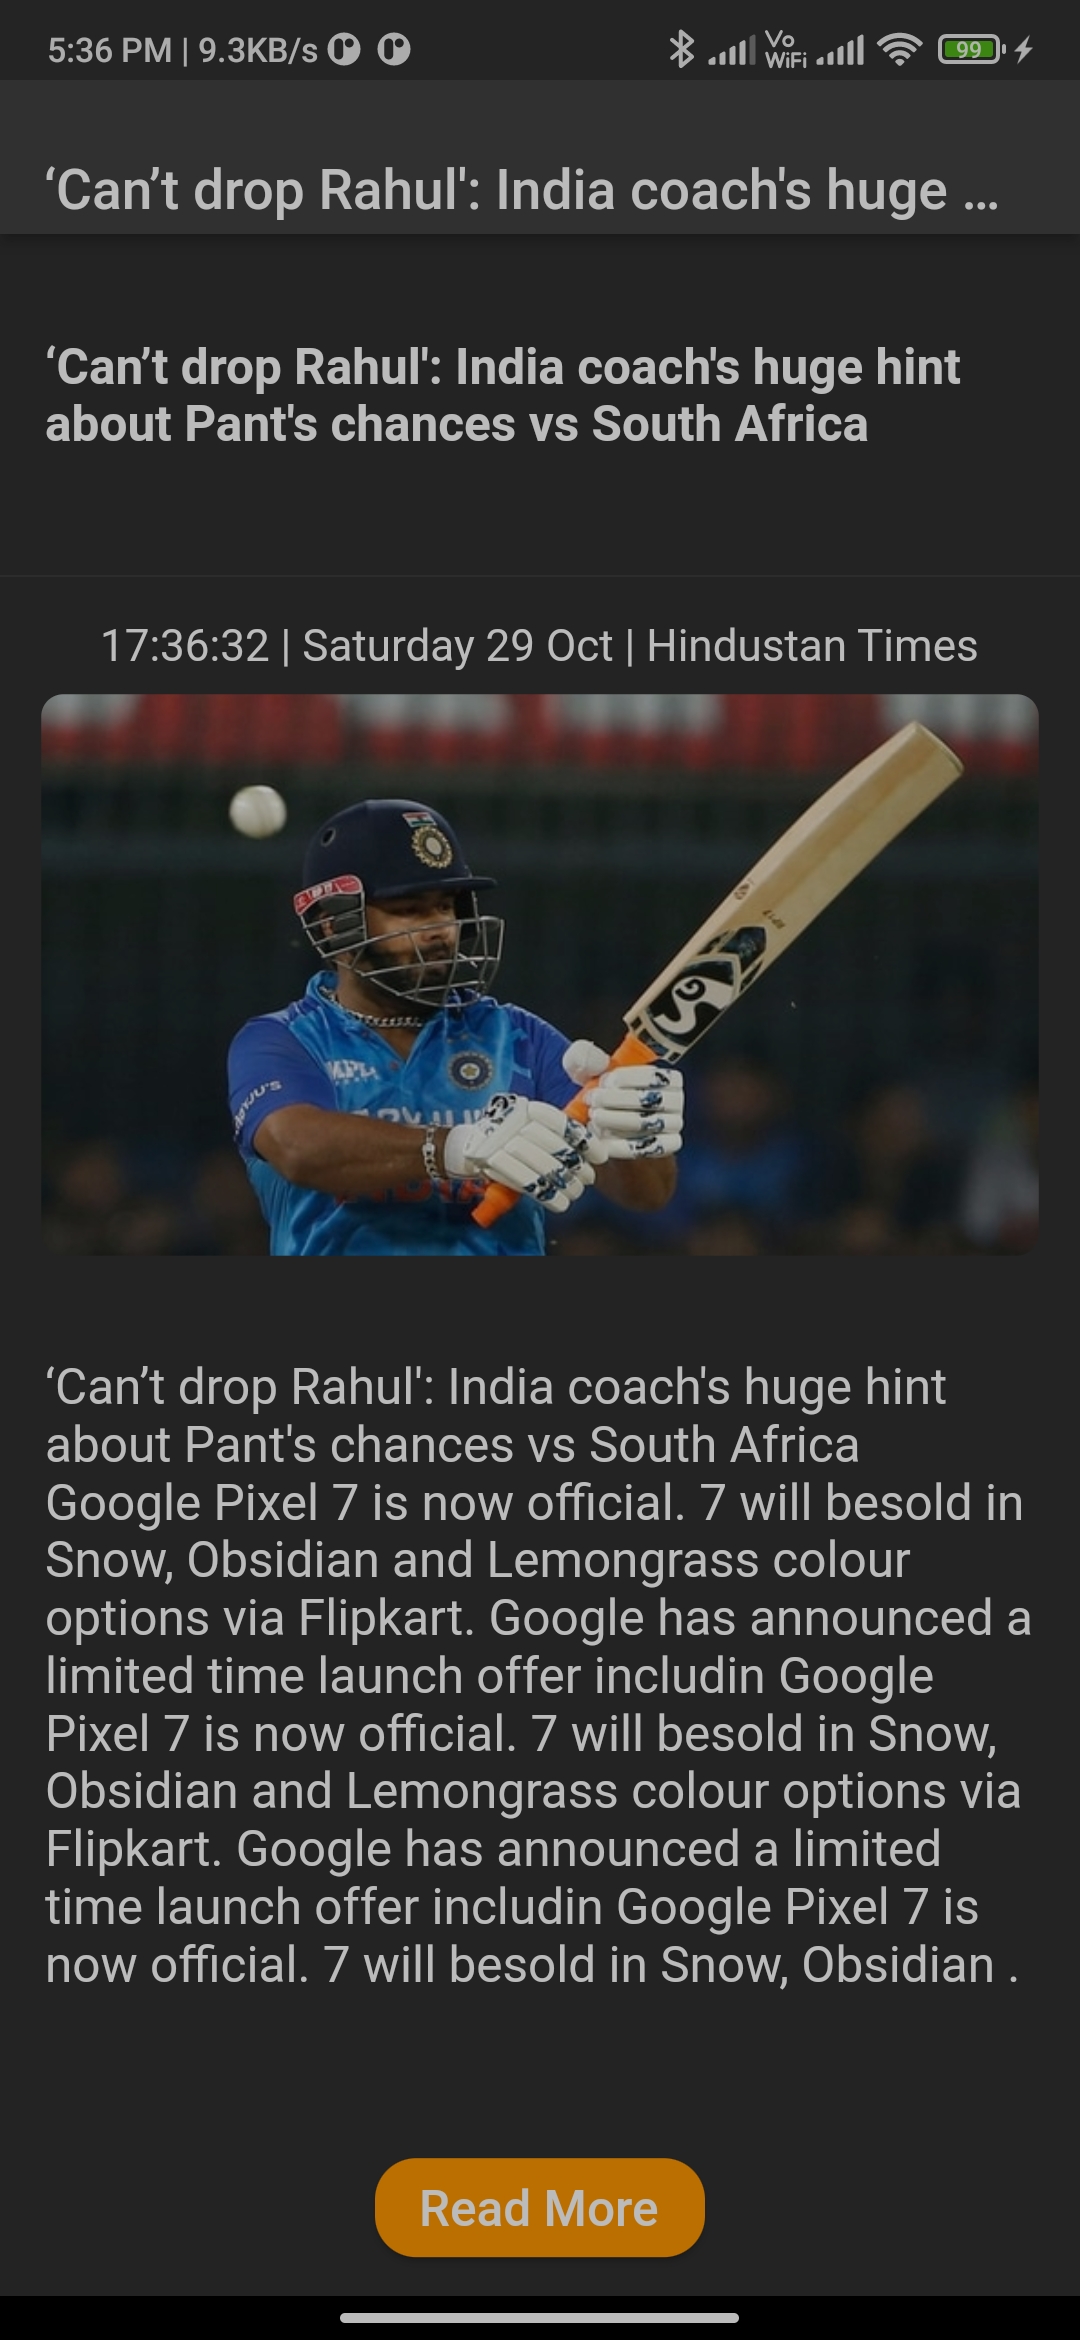 5:36 PM | 9.3KB/s
Vo
WiFi
99
‘Can’t drop Rahul': India coach's huge ...
‘Can’t drop Rahul': India coach's huge hint
about Pant's chances vs South Africa
17:36:32 | Saturday 29 Oct | Hindustan Times
MPL
BYJU'S
‘Can’t drop Rahul': India coach's huge hint
about Pant's chances vs South Africa
Google Pixel 7 is now official. 7 will besold in
Snow, Obsidian and Lemongrass colour
options via Flipkart. Google has announced a
limited time launch offer includin Google
Pixel 7 is now official. 7 will besold in Snow,
Obsidian and Lemongrass colour options via
Flipkart. Google has announced a limited
time launch offer includin Google Pixel 7 is
now official. 7 will besold in Snow, Obsidian .
Read More